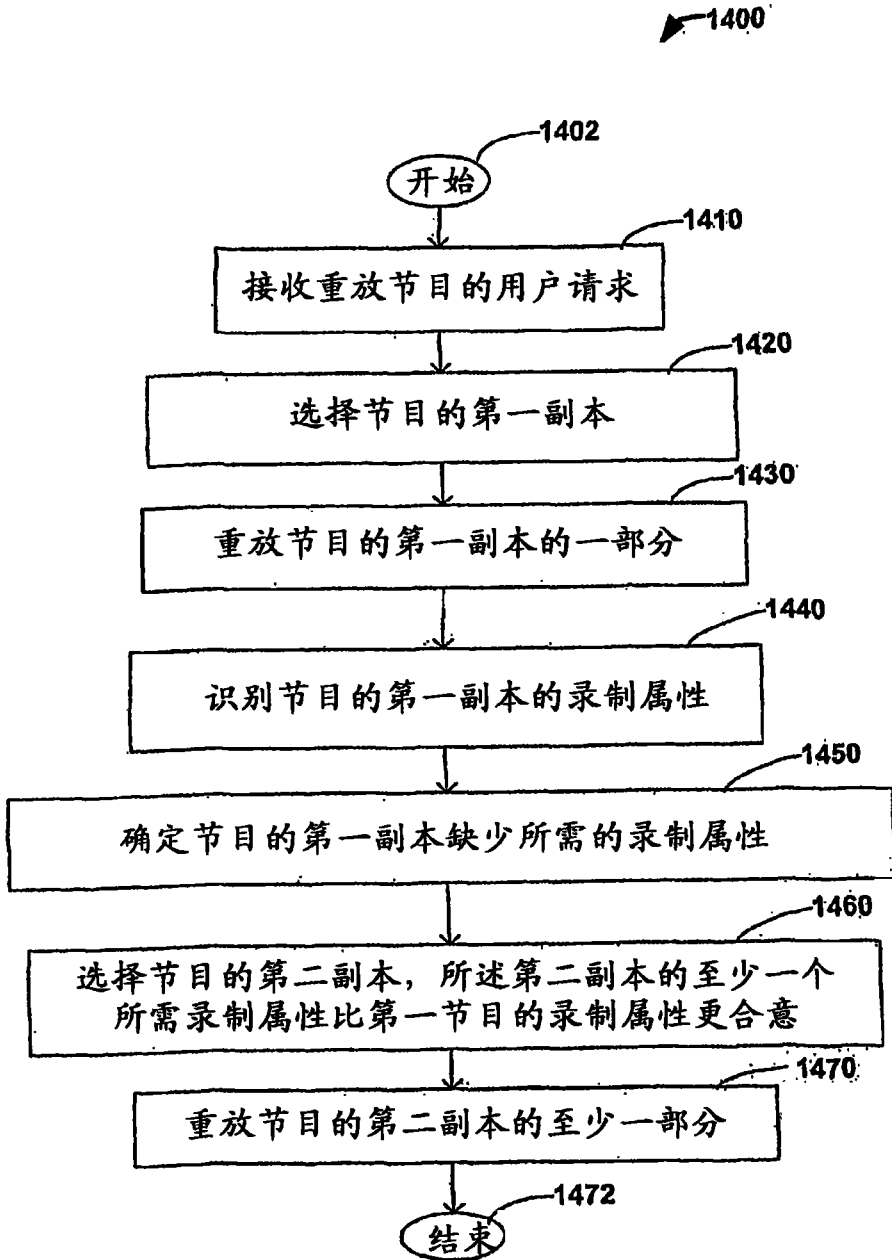 1400
1402
开始
1410
接收重放节目的用户请求
1420
选择节目的第一副本
1430
重放节目的第一副本的一部分
1440
识别节目的第一副本的录制属性
1450
确定节目的第一副本缺少所需的录制属性
1460
选择节目的第二副本，所述第二副本的至少一个
所需录制属性比第一节目的录制属性更合意
1470
重放节目的第二副本的至少一部分
1472
结束